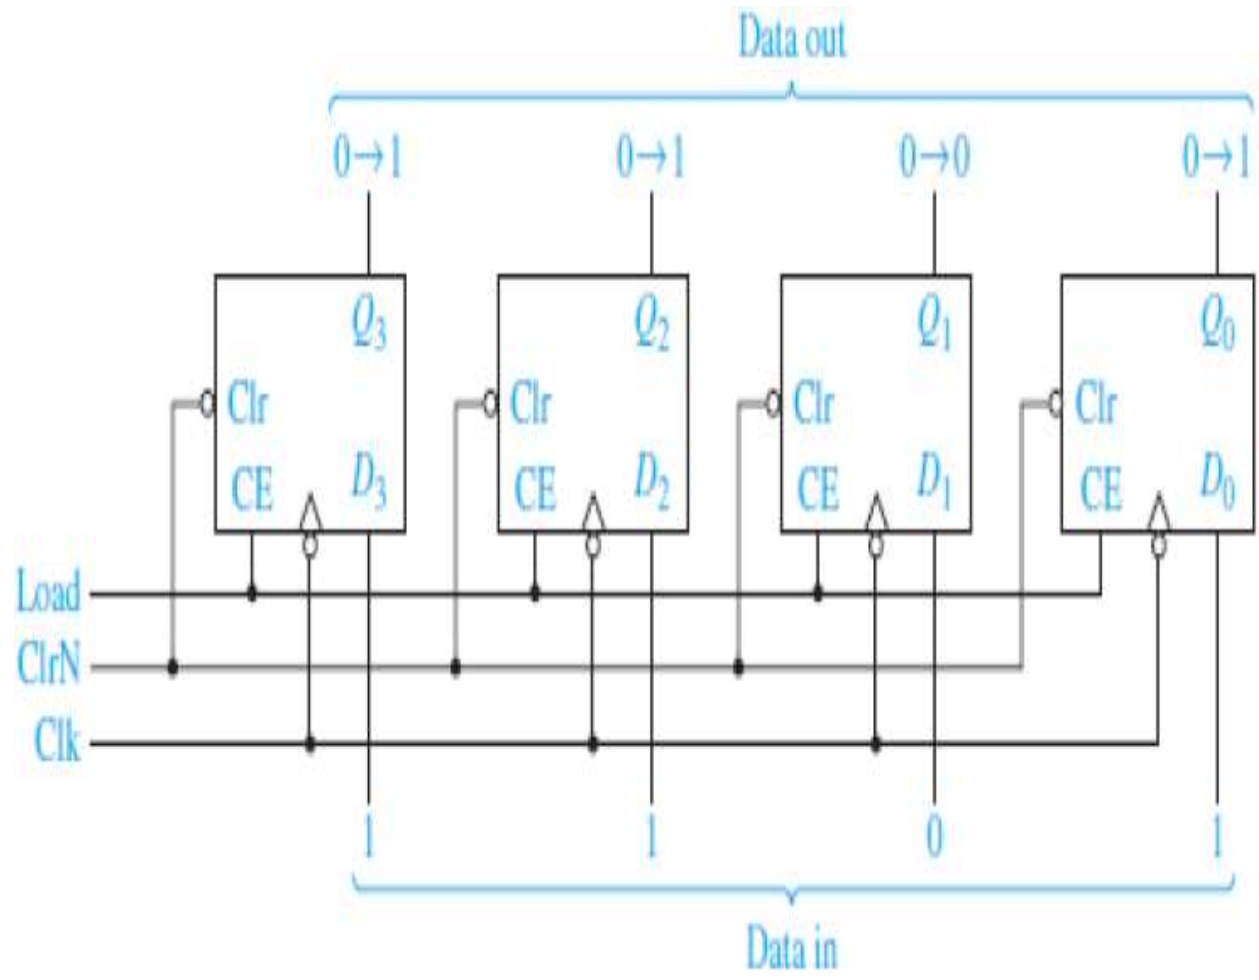 Data out
0→1 0→1 0→0 0→1
Q₃ Q₂ Q₁ Q₀
Clr Clr Clr Clr
CE D₃ CE D₂ CE D₁ CE D₀
Load
ClrN
Clk
1 1 0 1
Data in